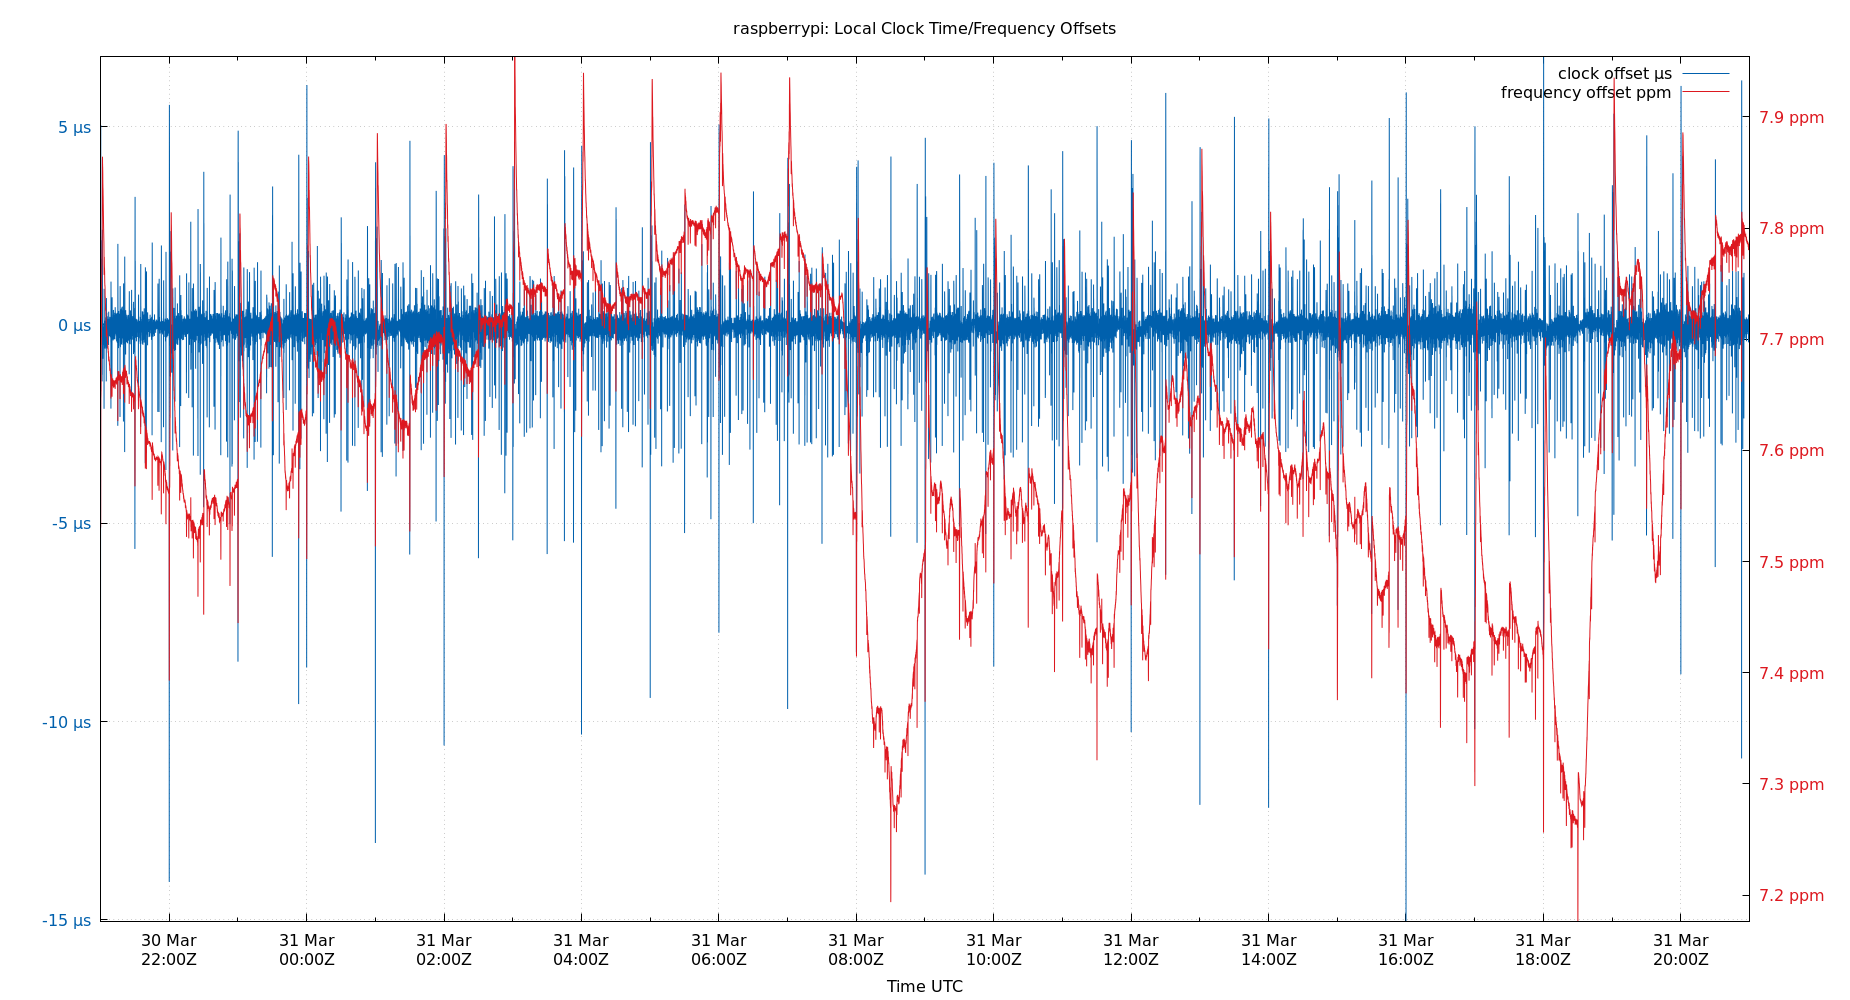 raspberrypi: Local Clock Time/Frequency Offsets
clock offset µs
frequency offset ppm
5 µs
0 µs
-5 µs
-10 µs
-15 µs
7.9 ppm
7.8 ppm
7.7 ppm
7.6 ppm
7.5 ppm
7.4 ppm
7.3 ppm
7.2 ppm
30 Mar 31 Mar 31 Mar 31 Mar 31 Mar 31 Mar 31 Mar 31 Mar 31 Mar 31 Mar 31 Mar 31 Mar
22:00Z 00:00Z 02:00Z 04:00Z 06:00Z 08:00Z 10:00Z 12:00Z 14:00Z 16:00Z 18:00Z 20:00Z
Time UTC